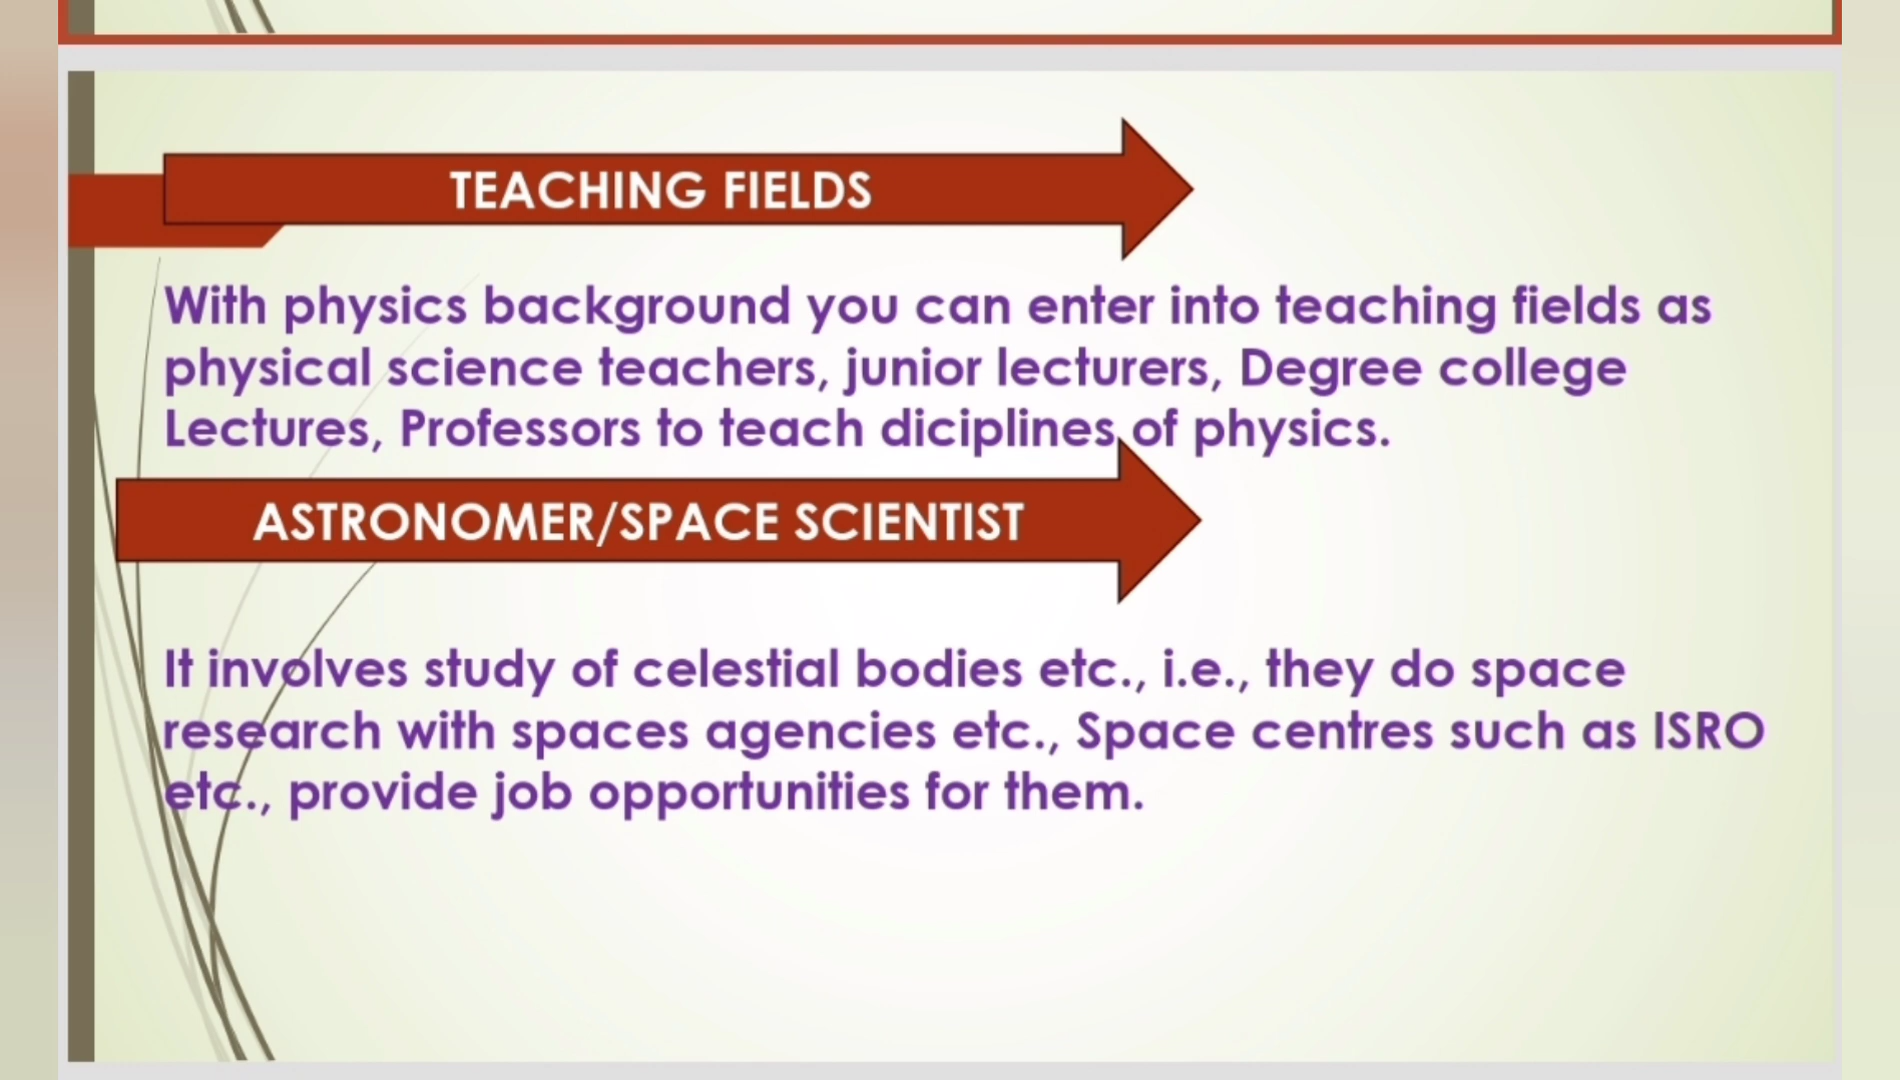 TEACHING FIELDS
With physics background you can enter into teaching fields as
physical science teachers, junior lecturers, Degree college
Lectures, Professors to teach diciplines of physics.
ASTRONOMER/SPACE SCIENTIST
It involves study of celestial bodies etc., i.e., they do space
research with spaces agencies etc., Space centres such as ISRO
etc., provide job opportunities for them.